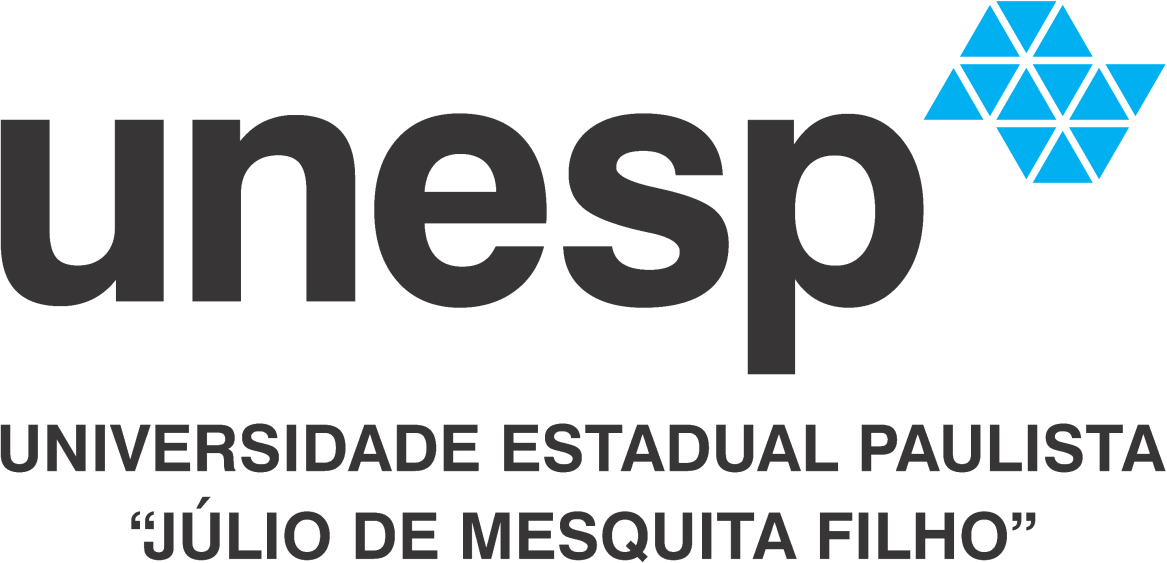 unesp
UNIVERSIDADE ESTADUAL PAULISTA
“JÚLIO DE MESQUITA FILHO”